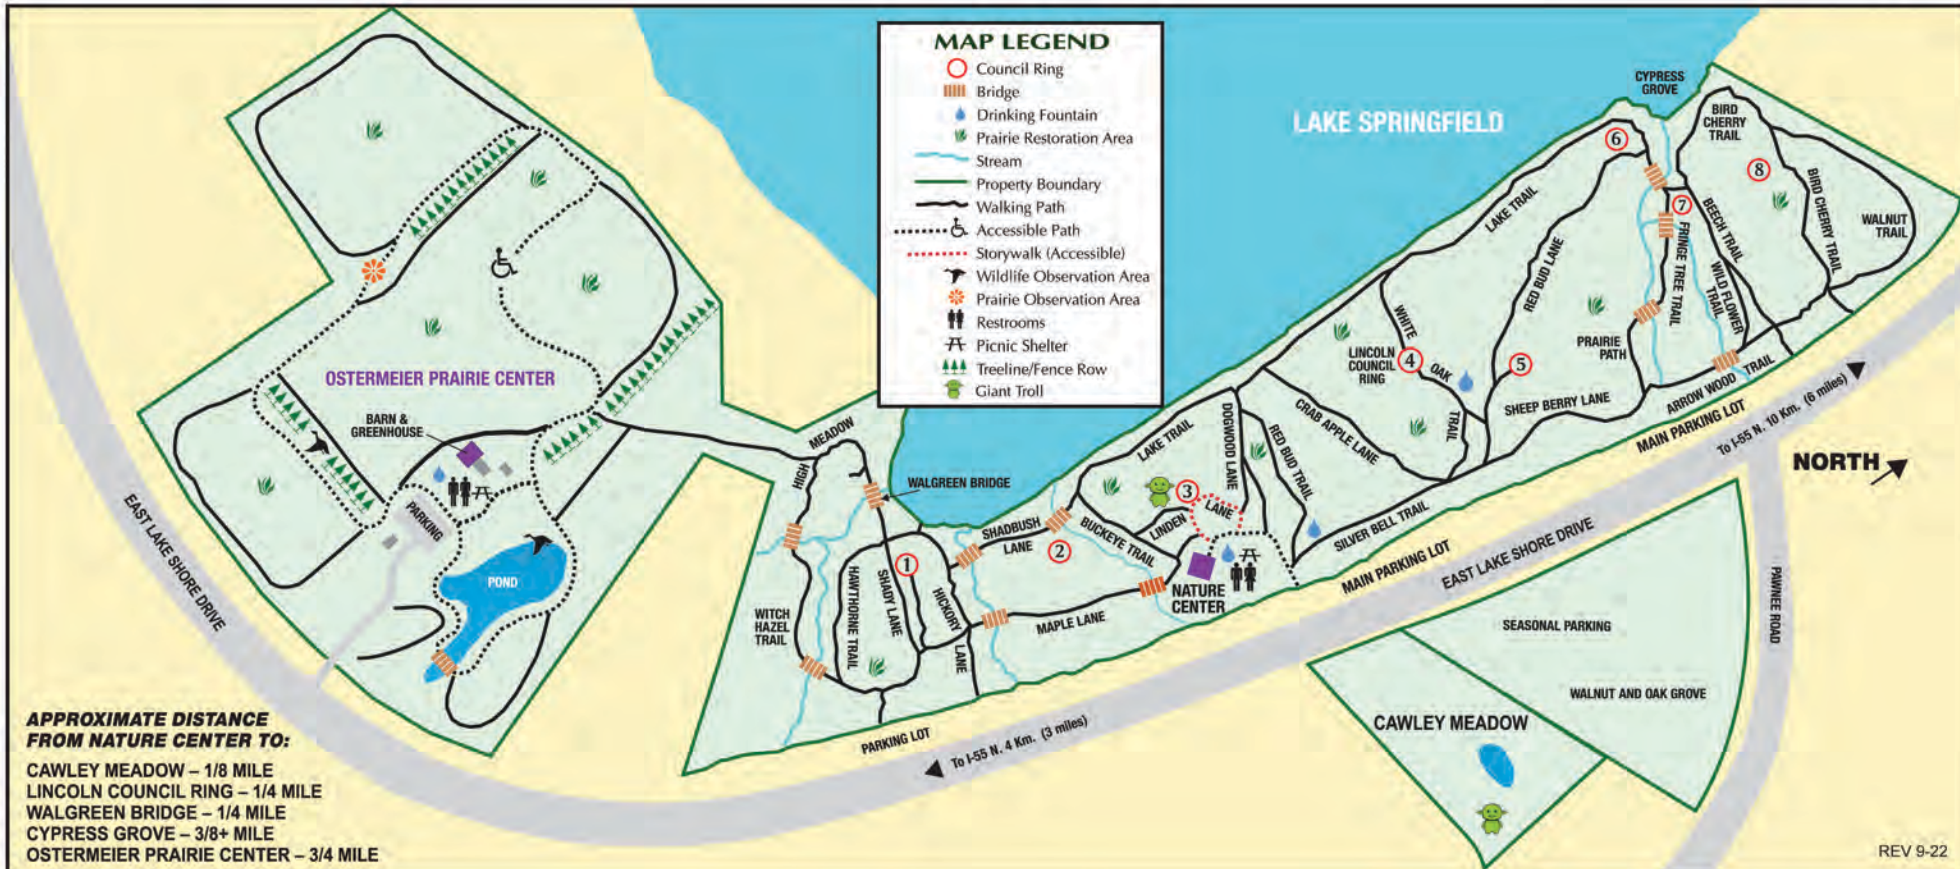 MAP LEGEND
Council Ring
Bridge
Drinking Fountain
Prairie Restoration Area
Stream
Property Boundary
Walking Path
Accessible Path
Storywalk (Accessible)
Wildlife Observation Area
Prairie Observation Area
Restrooms
Picnic Shelter
Treeline/Fence Row
Giant Troll
LAKE SPRINGFIELD
CYPRESS
GROVE
BIRD
CHERRY
TRAIL
6
8
7
LAKE TRAIL
RED BUD LANE
BEECH TRAIL
BIRD CHERRY TRAIL
WALNUT
TRAIL
FRINGE TREE TRAIL
WILD FLOWER
TRAIL
WHITE
OAK
TRAIL
LINCOLN
COUNCIL
RING
4
5
PRAIRIE
PATH
SHEEP BERRY LANE
ARROW WOOD TRAIL
MAIN PARKING LOT
To I-55 N. 10 Km. (6 miles)
NORTH
OSTERMEIER PRAIRIE CENTER
BARN &
GREENHOUSE
PARKING
POND
EAST LAKE SHORE DRIVE
HIGH
MEADOW
WALGREEN BRIDGE
LAKE TRAIL
DOGWOOD LANE
RED BUD TRAIL
CRAB APPLE LANE
3
LINDEN
LANE
SHADBUSH
LANE
2
BUCKEYE TRAIL
SILVER BELL TRAIL
1
HAWTHORNE TRAIL
SHADY LANE
HICKORY
LANE
WITCH
HAZEL
TRAIL
MAPLE LANE
NATURE
CENTER
MAIN PARKING LOT
EAST LAKE SHORE DRIVE
PAWNEE ROAD
SEASONAL PARKING
WALNUT AND OAK GROVE
CAWLEY MEADOW
PARKING LOT
To I-55 N. 4 Km. (3 miles)
APPROXIMATE DISTANCE
FROM NATURE CENTER TO:
CAWLEY MEADOW – 1/8 MILE
LINCOLN COUNCIL RING – 1/4 MILE
WALGREEN BRIDGE – 1/4 MILE
CYPRESS GROVE – 3/8+ MILE
OSTERMEIER PRAIRIE CENTER – 3/4 MILE
REV 9-22